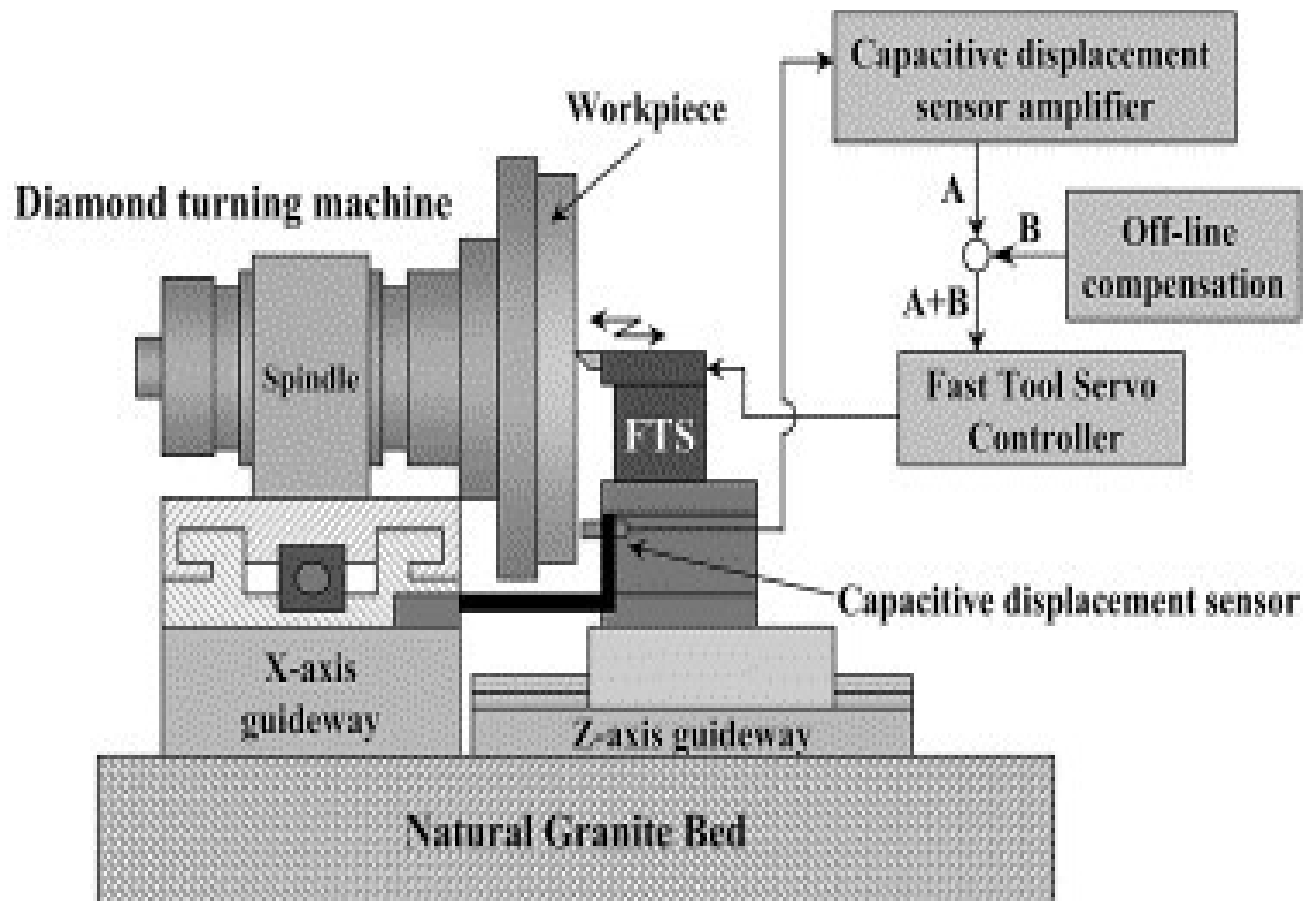 Capacitive displacement
sensor amplifier
Workpiece
Diamond turning machine
A
B
Off-line
compensation
A+B
Spindle
FTS
Fast Tool Servo
Controller
Capacitive displacement sensor
X-axis
guideway
Z-axis guideway
Natural Granite Bed